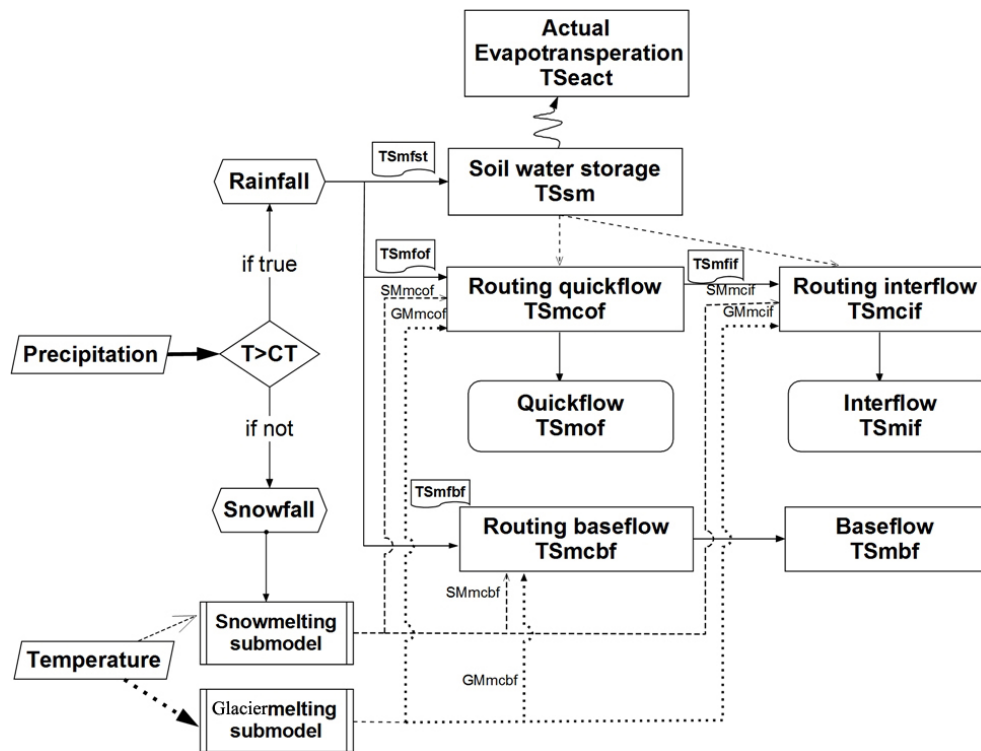 Actual
Evapotransperation
TSeact
TSmfst
Rainfall
Soil water storage
TSsm
if true
TSmfof
TSmfif
Routing quickflow
TSmcof
SMmcof
GMmcof
SMmcif
GMmcif
Routing interflow
TSmcif
Precipitation
T>CT
Quickflow
TSmof
Interflow
TSmif
if not
Snowfall
TSmfbf
Routing baseflow
TSmcbf
Baseflow
TSmbf
SMmcbf
Snowmelting
submodel
Temperature
GMmcbf
Glaciermelting
submodel